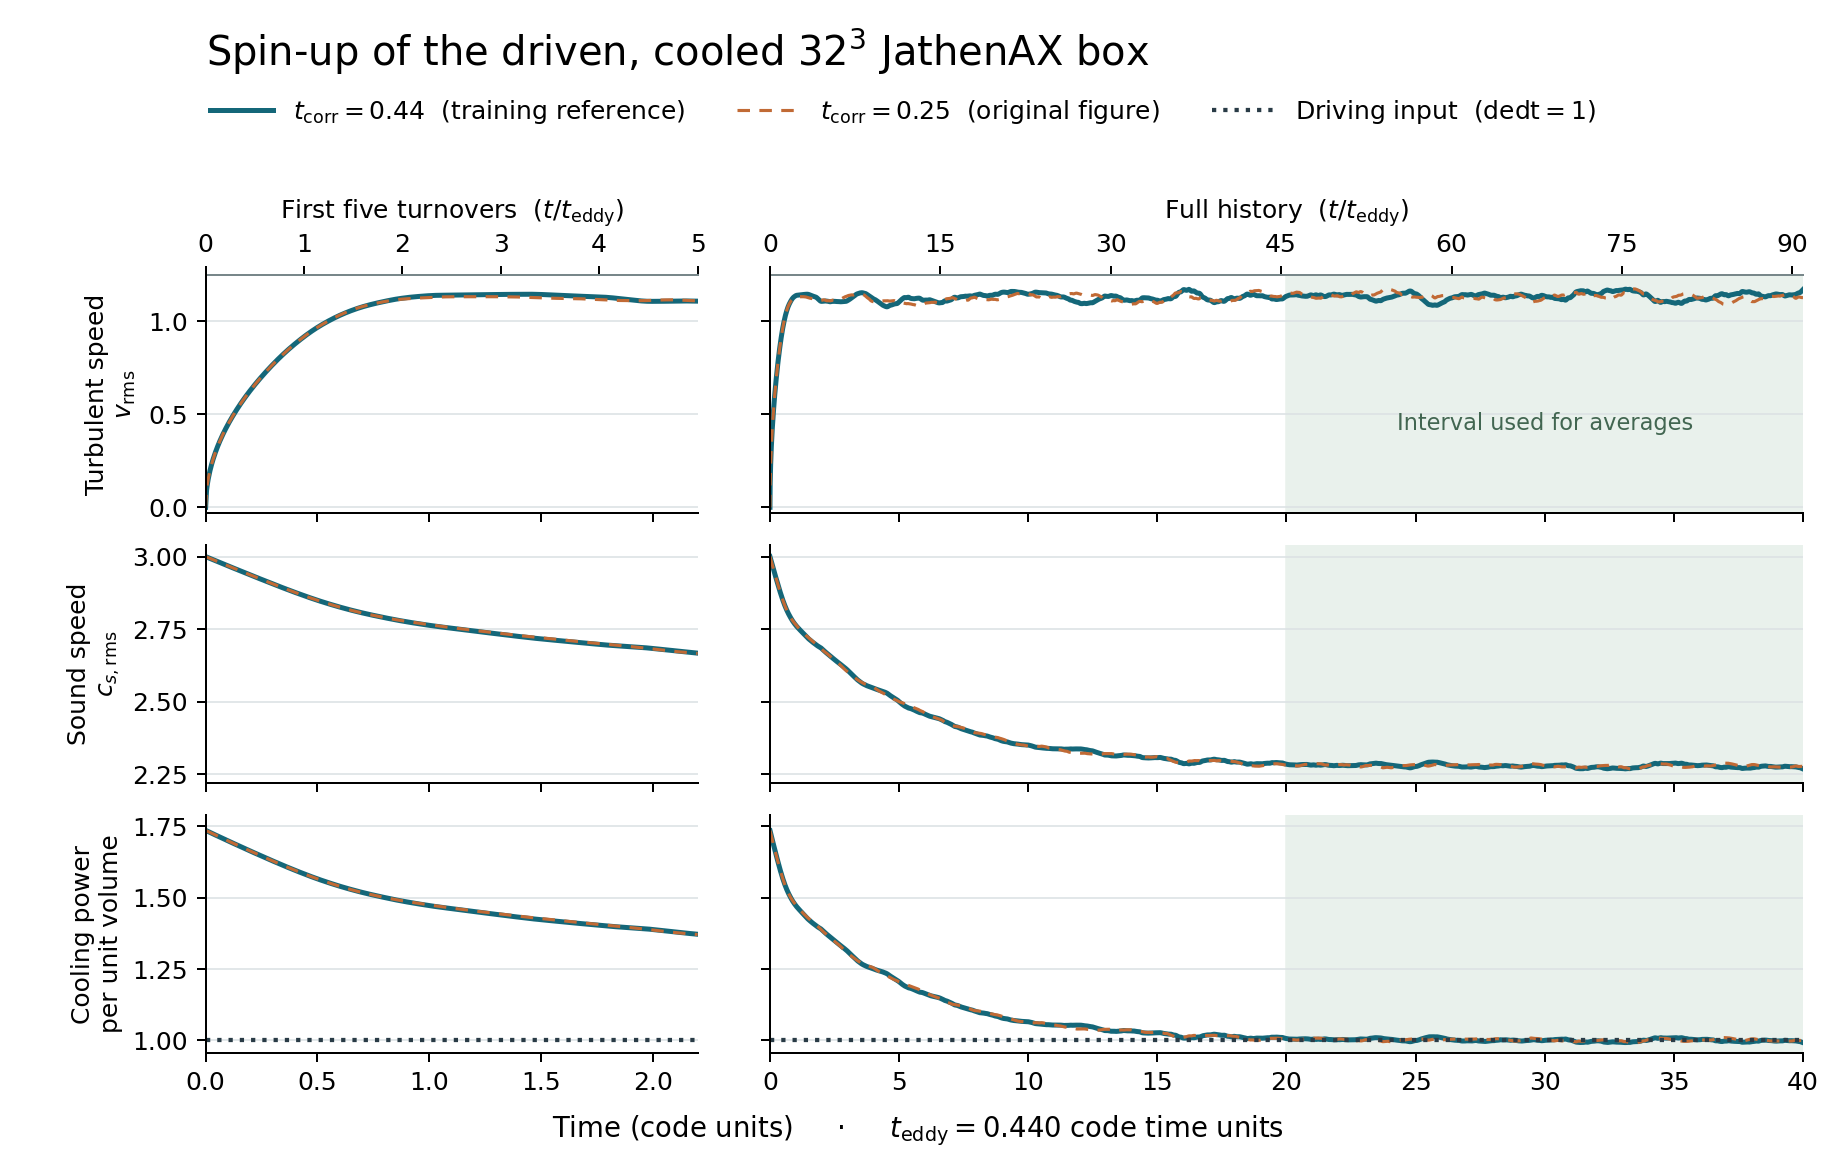 Spin-up of the driven, cooled 32³ JathenAX box
t_corr = 0.44 (training reference)
t_corr = 0.25 (original figure)
Driving input (dedt = 1)
First five turnovers (t/t_eddy)
0 1 2 3 4 5
Full history (t/t_eddy)
0 15 30 45 60 75 90
Turbulent speed
v_rms
1.0
0.5
0.0
Interval used for averages
Sound speed
c_s,rms
3.00
2.75
2.50
2.25
Cooling power
per unit volume
1.75
1.50
1.25
1.00
0.0 0.5 1.0 1.5 2.0
0 5 10 15 20 25 30 35 40
Time (code units) · t_eddy = 0.440 code time units